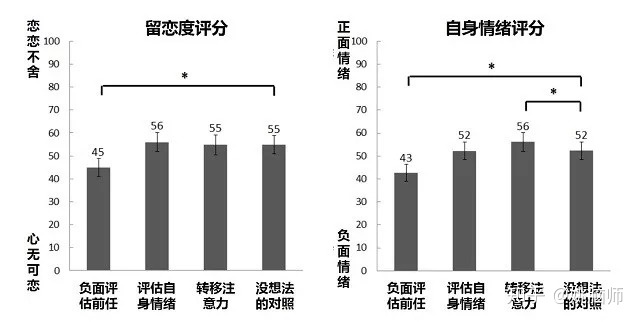 留恋度评分
恋恋不舍
100
90
80
70
60
50
40
30
20
10
0
心无可恋
*
45
56
55
55
负面评
估前任
评估自
身情绪
转移注
意力
没想法
的对照
自身情绪评分
正面情绪
100
90
80
70
60
50
40
30
20
10
0
负面情绪
*
*
43
52
56
52
负面评
估前任
评估自
身情绪
转移注
意力
没想法
的对照
知乎